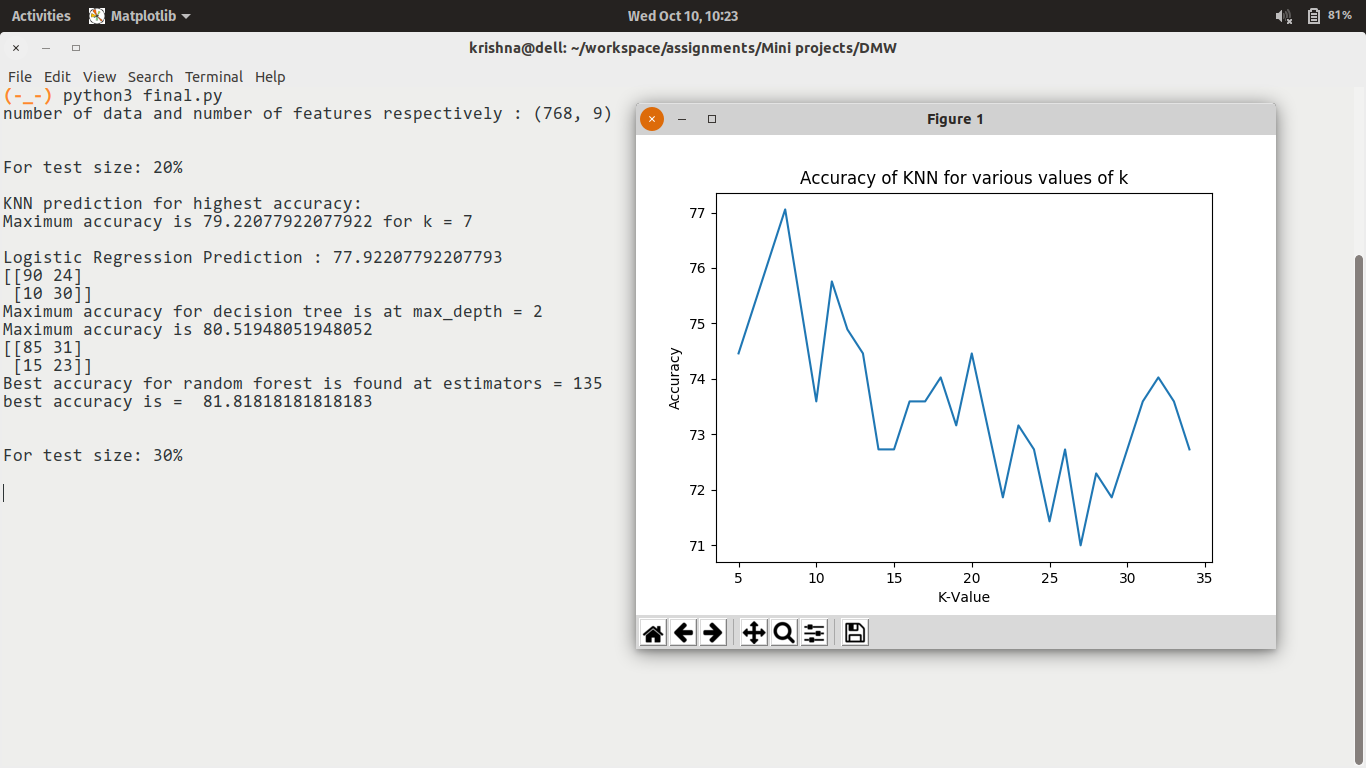 Activities Matplotlib Wed Oct 10, 10:23 81%
krishna@dell: ~/workspace/assignments/Mini projects/DMW
File Edit View Search Terminal Help
(-_-) python3 final.py
number of data and number of features respectively : (768, 9)
For test size: 20%
KNN prediction for highest accuracy:
Maximum accuracy is 79.22077922077922 for k = 7
Logistic Regression Prediction : 77.92207792207793
[[90 24]
[10 30]]
Maximum accuracy for decision tree is at max_depth = 2
Maximum accuracy is 80.51948051948052
[[85 31]
[15 23]]
Best accuracy for random forest is found at estimators = 135
best accuracy is =  81.81818181818183
For test size: 30%
Figure 1
Accuracy of KNN for various values of k
77
76
75
74
73
72
71
Accuracy
5 10 15 20 25 30 35
K-Value